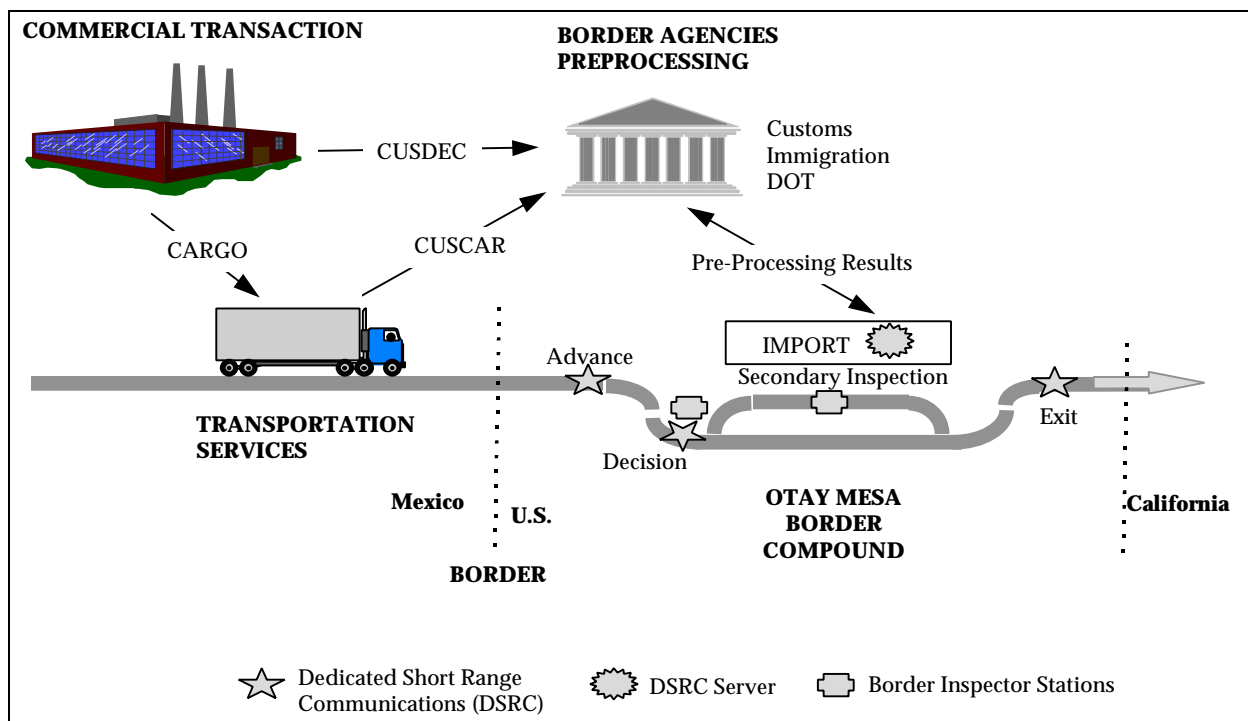 COMMERCIAL TRANSACTION
BORDER AGENCIES
PREPROCESSING
Customs
Immigration
DOT
CUSDEC
CARGO
CUSCAR
Pre-Processing Results
IMPORT
Advance
Secondary Inspection
Exit
TRANSPORTATION
SERVICES
Decision
Mexico
U.S.
OTAY MESA
BORDER
COMPOUND
California
BORDER
Dedicated Short Range
Communications (DSRC)
DSRC Server
Border Inspector Stations